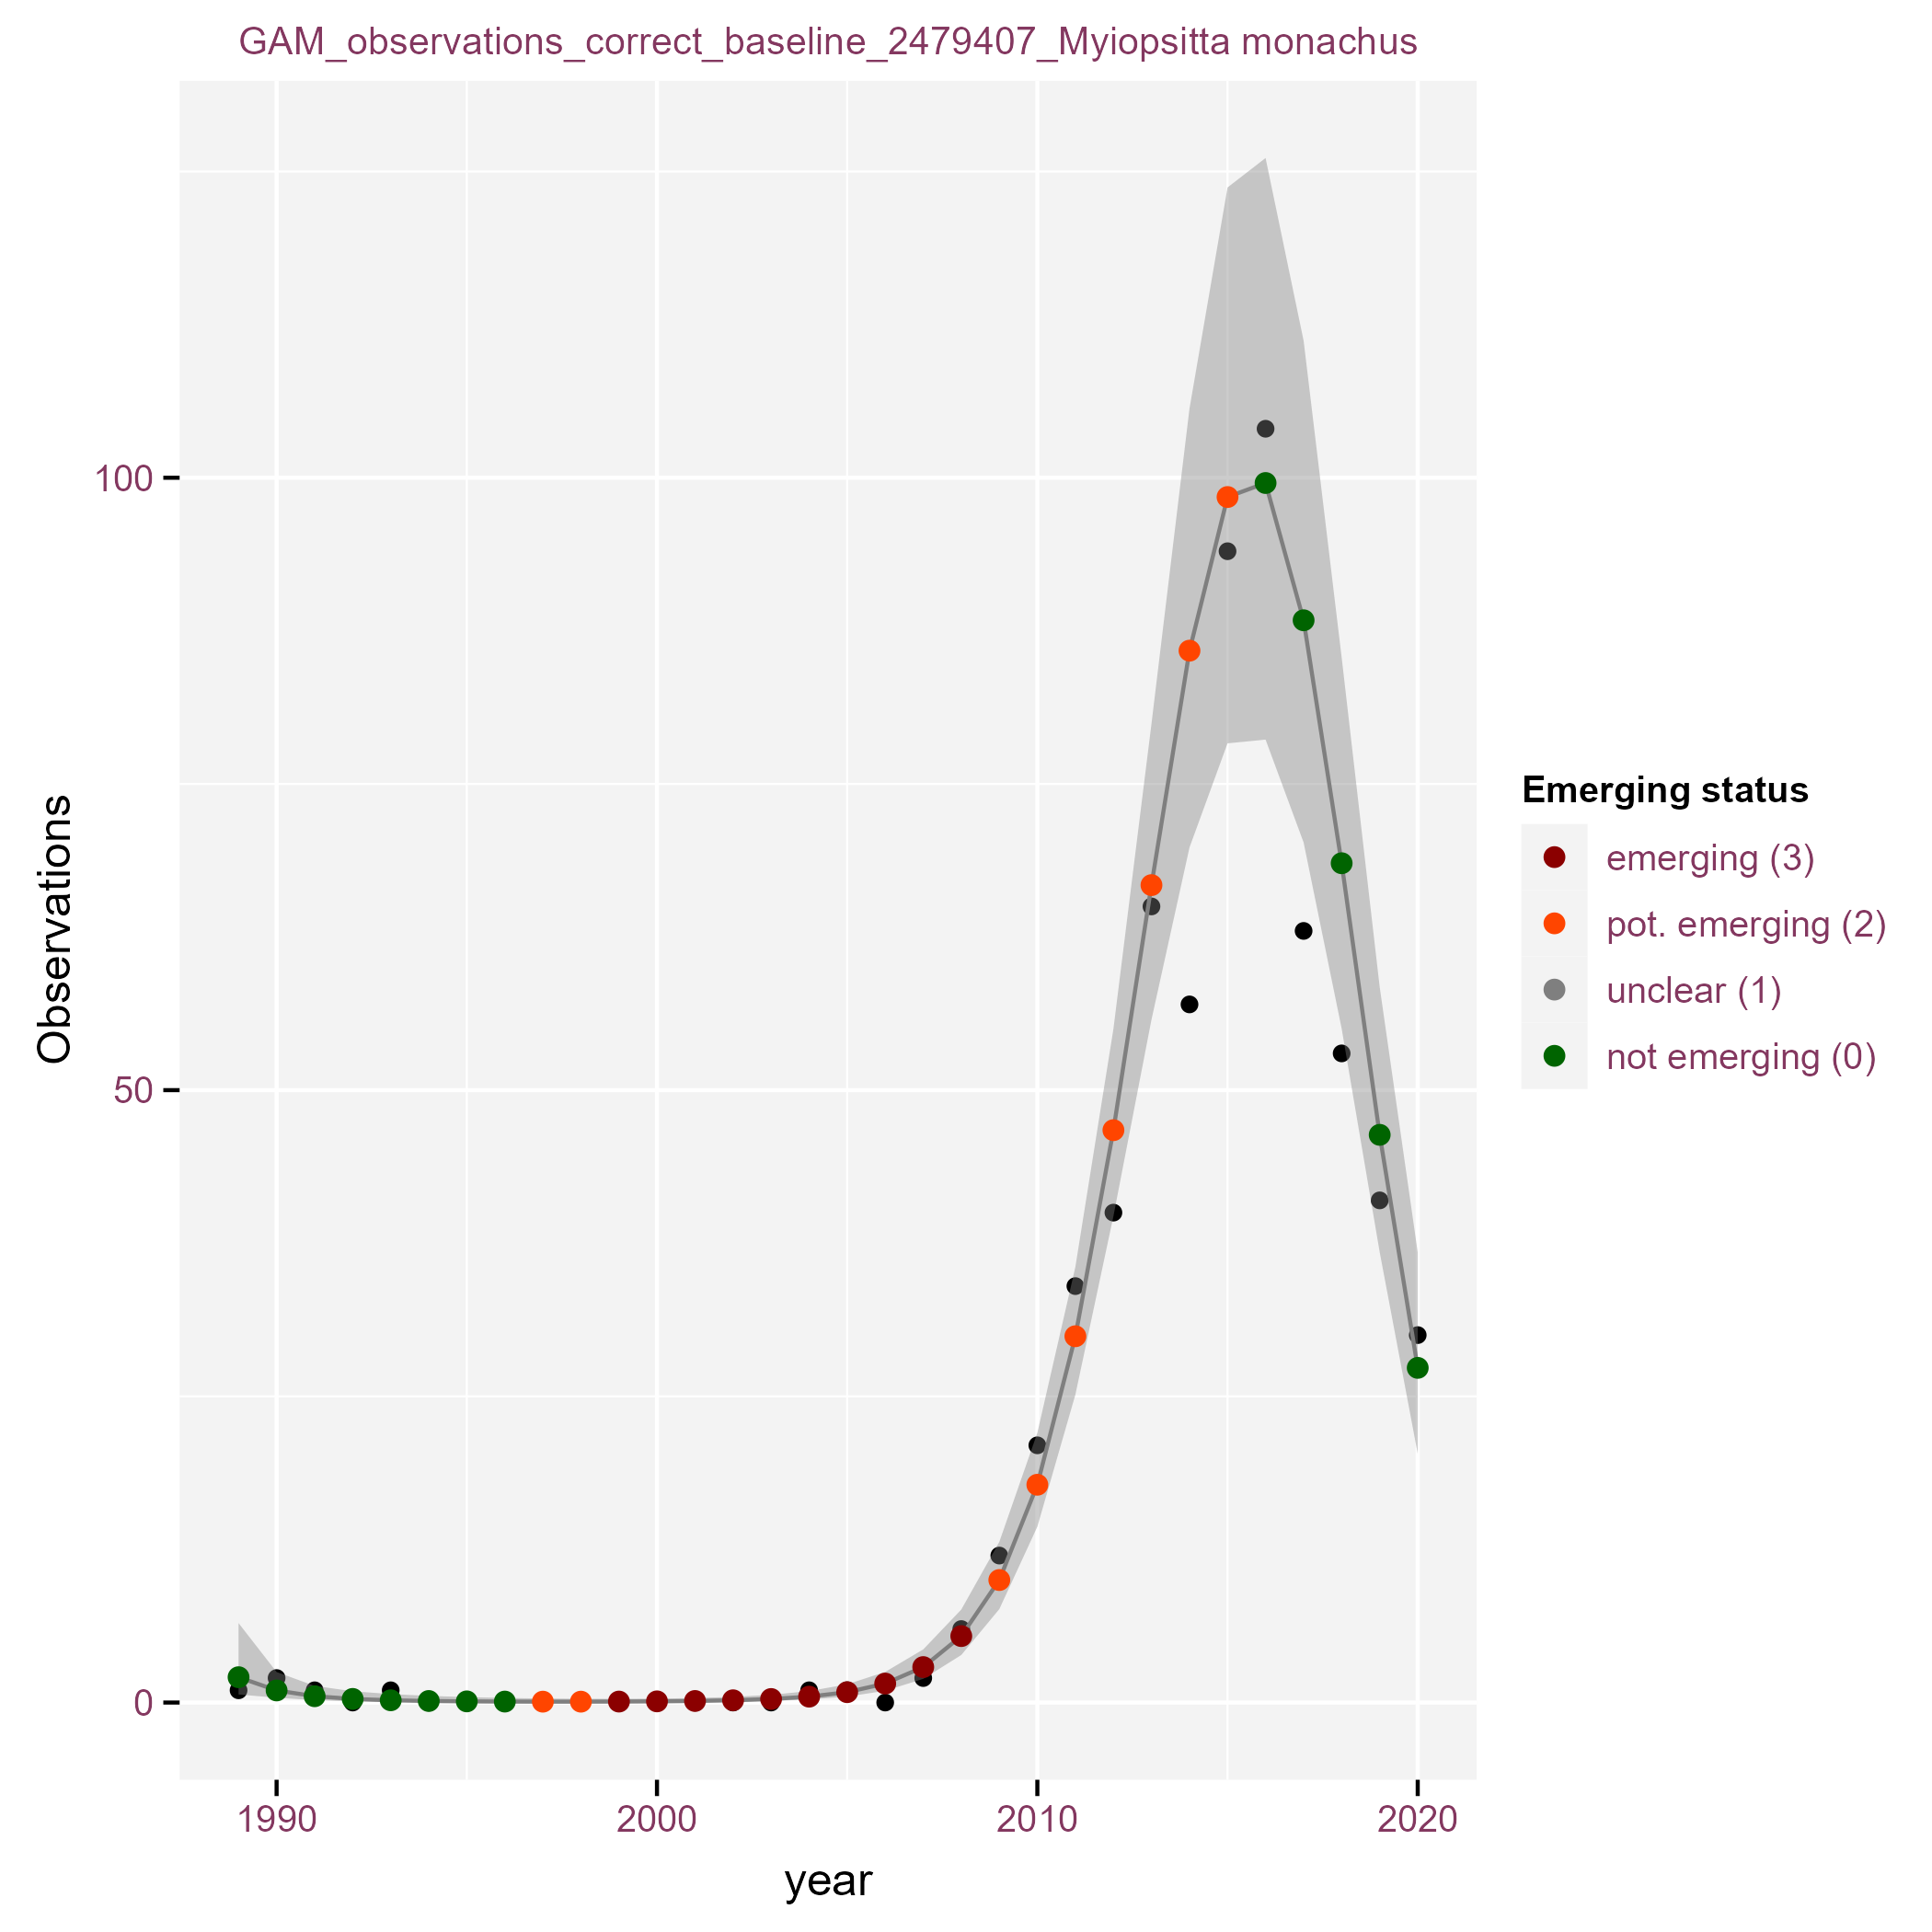 GAM_observations_correct_baseline_2479407_Myiopsitta monachus
Observations
100
50
0
1990
2000
2010
2020
year
Emerging status
emerging (3)
pot. emerging (2)
unclear (1)
not emerging (0)